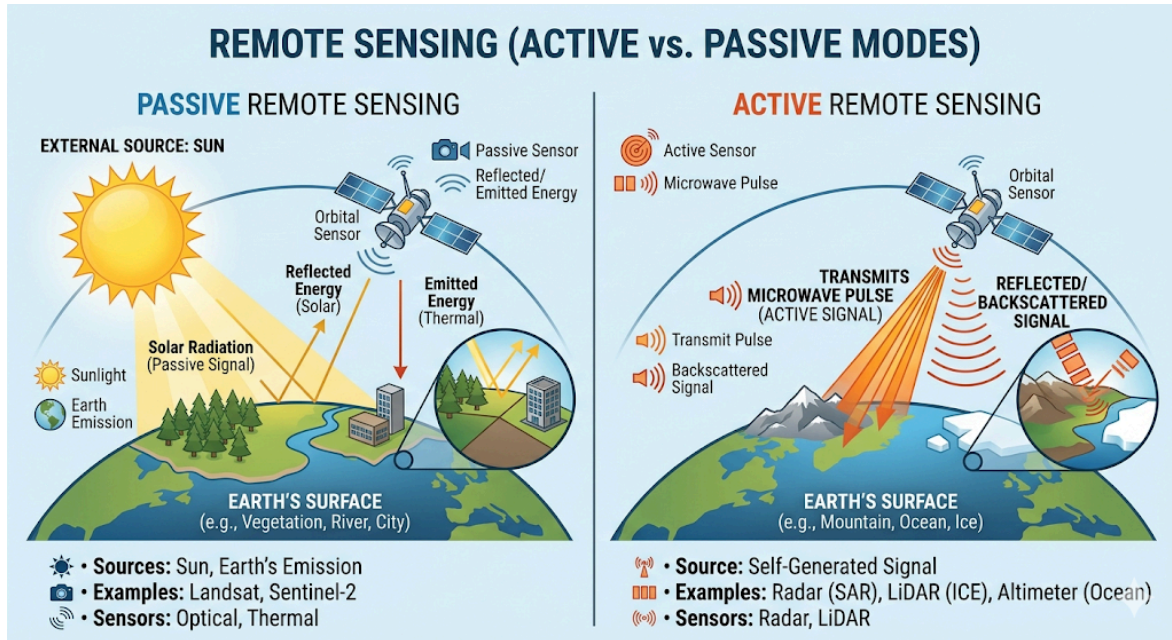 REMOTE SENSING (ACTIVE vs. PASSIVE MODES)
PASSIVE REMOTE SENSING
EXTERNAL SOURCE: SUN
Passive Sensor
Reflected/
Emitted Energy
Orbital
Sensor
Reflected
Energy
(Solar)
Emitted
Energy
(Thermal)
Solar Radiation
(Passive Signal)
Sunlight
Earth
Emission
EARTH'S SURFACE
(e.g., Vegetation, River, City)
• Sources: Sun, Earth's Emission
• Examples: Landsat, Sentinel-2
• Sensors: Optical, Thermal
ACTIVE REMOTE SENSING
Active Sensor
Microwave Pulse
Orbital
Sensor
TRANSMITS
MICROWAVE PULSE
(ACTIVE SIGNAL)
REFLECTED/
BACKSCATTERED
SIGNAL
Transmit Pulse
Backscattered
Signal
EARTH'S SURFACE
(e.g., Mountain, Ocean, Ice)
• Source: Self-Generated Signal
• Examples: Radar (SAR), LiDAR (ICE), Altimeter (Ocean)
• Sensors: Radar, LiDAR